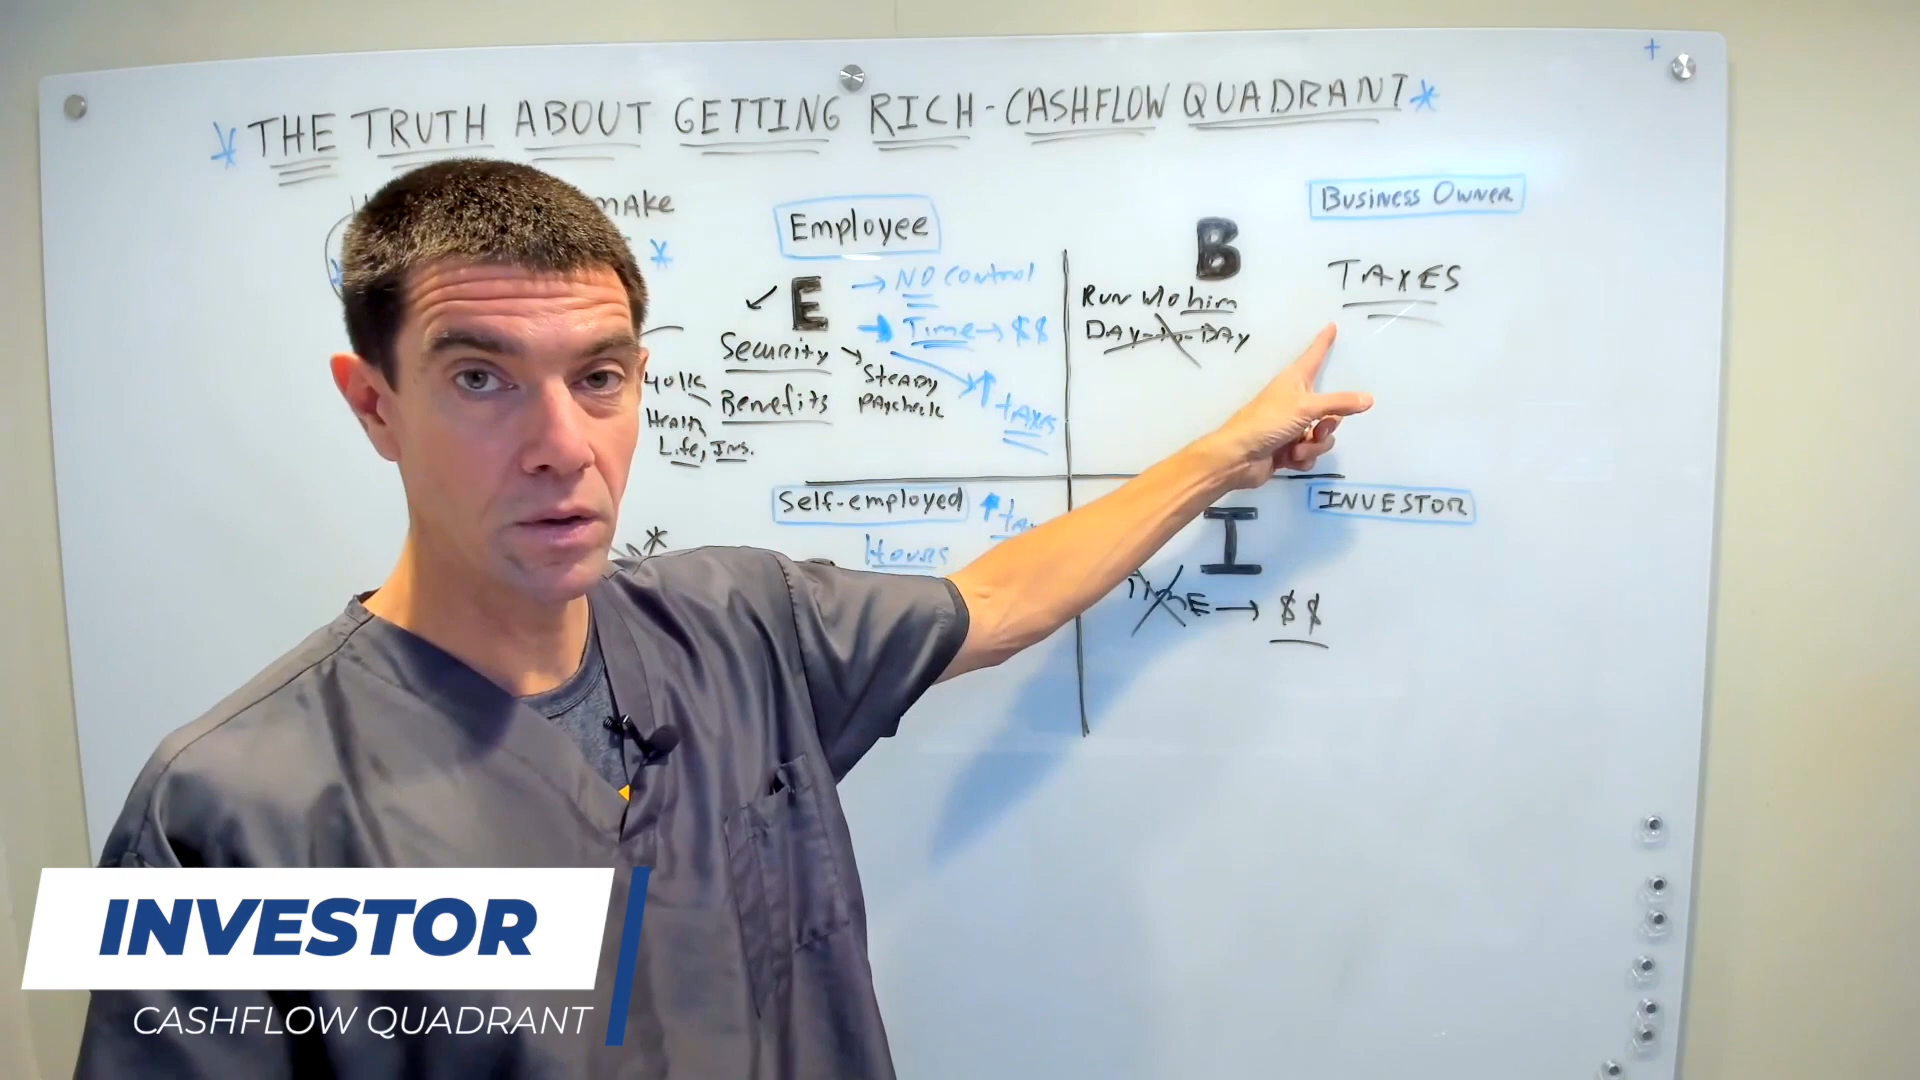 THE TRUTH ABOUT GETTING RICH - CASHFLOW QUADRANT
make
Employee
E
→ NO control
→ Time → $$
↑ taxes
Security
Steady
paycheck
Benefits
401k
Health
Life, Ins.
B
Business Owner
Run w/o him
Day-to-Day
TAXES
Self-employed
Hours
I
INVESTOR
TIME → $$
INVESTOR
CASHFLOW QUADRANT